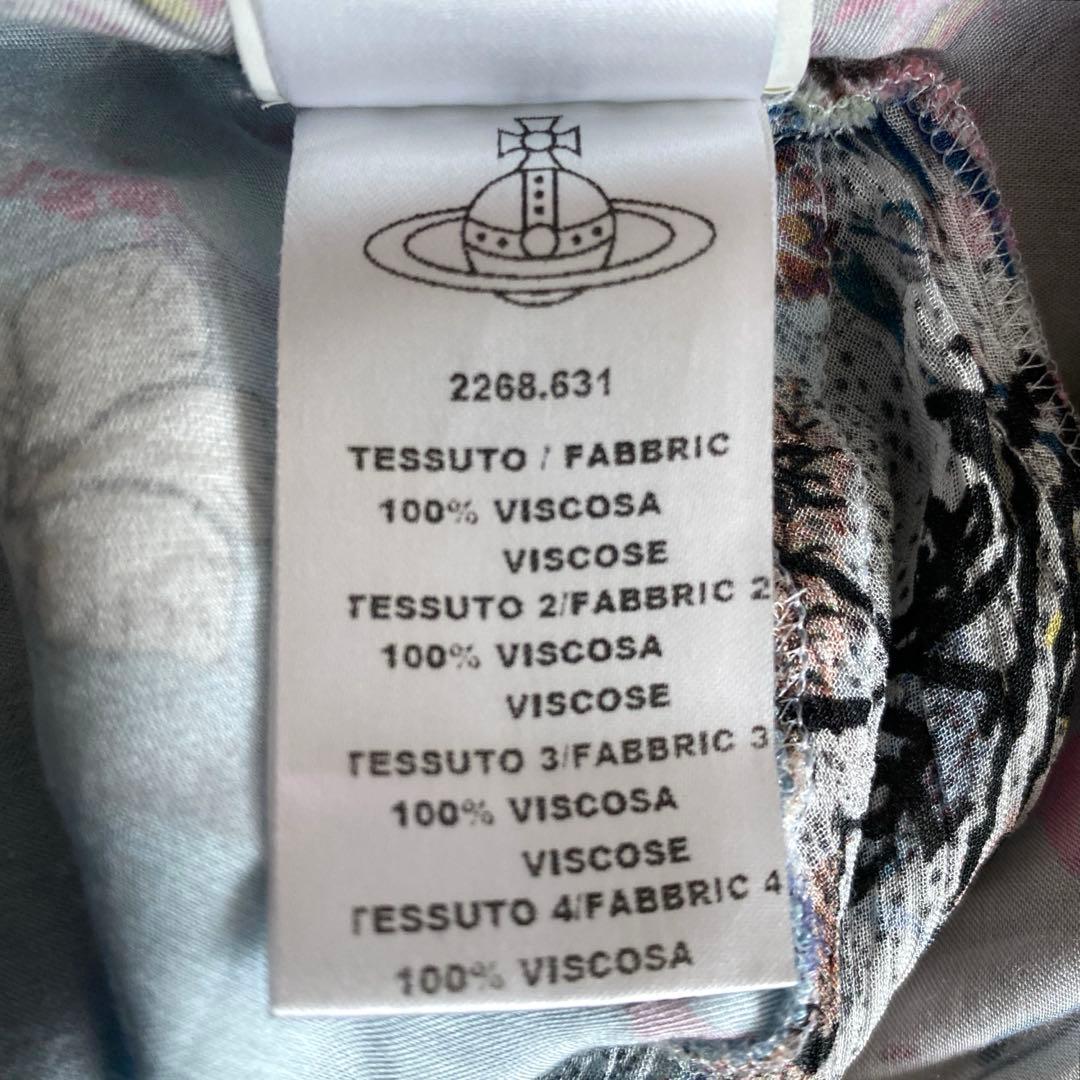 2268.631
TESSUTO / FABBRIC
100% VISCOSA
VISCOSE
TESSUTO 2/FABBRIC 2
100% VISCOSA
VISCOSE
TESSUTO 3/FABBRIC 3
100% VISCOSA
VISCOSE
TESSUTO 4/FABBRIC 4
100% VISCOSA